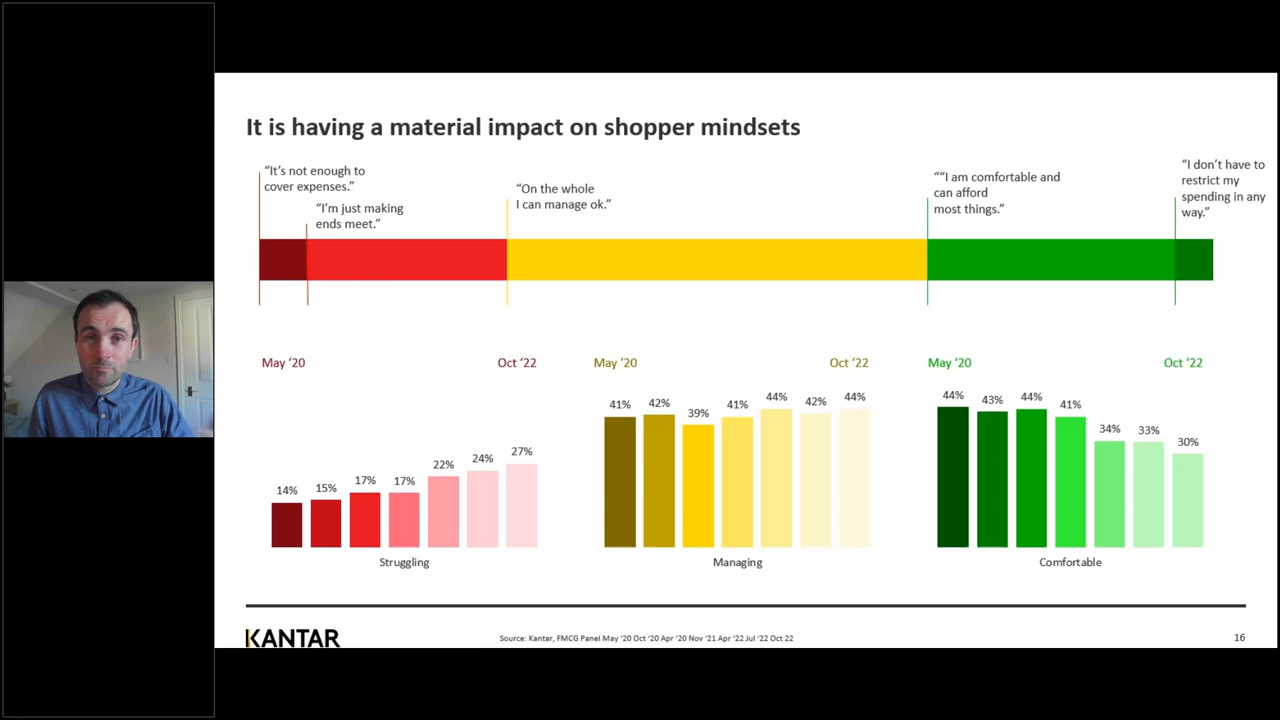 It is having a material impact on shopper mindsets
“It’s not enough to
cover expenses.”
“I’m just making
ends meet.”
“On the whole
I can manage ok.”
““I am comfortable and
can afford
most things.”
“I don’t have to
restrict my
spending in any
way.”
May ‘20
Oct ‘22
14%
15%
17%
17%
22%
24%
27%
Struggling
May ‘20
Oct ‘22
41%
42%
39%
41%
44%
42%
44%
Managing
May ‘20
Oct ‘22
44%
43%
44%
41%
34%
33%
30%
Comfortable
KANTAR
Source: Kantar, FMCG Panel May ‘20 Oct ‘20 Apr ‘20 Nov ‘21 Apr ‘22 Jul ‘22 Oct 22
16